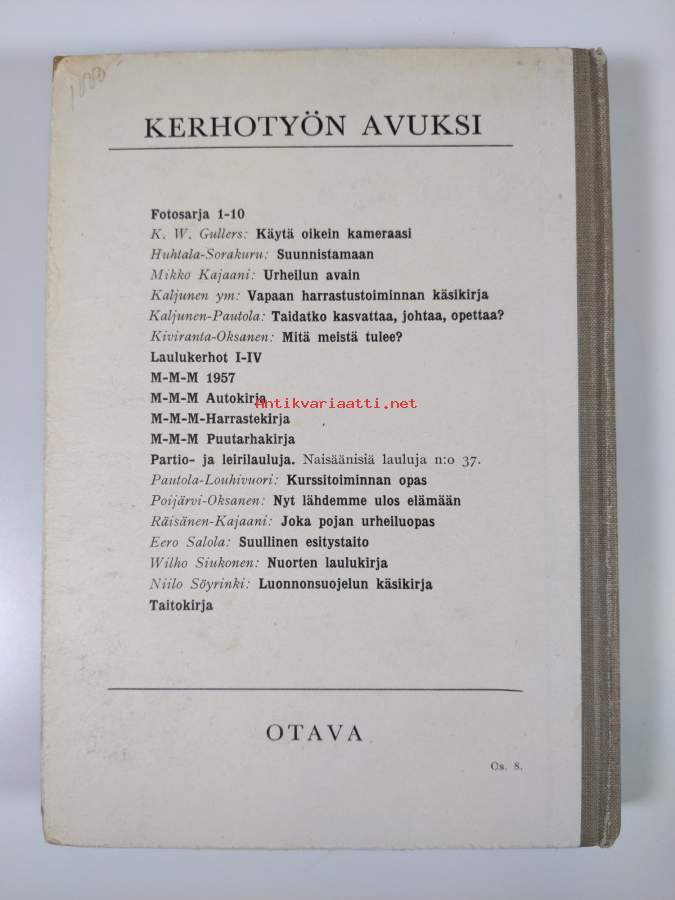 1000
KERHOTYÖN AVUKSI
Fotosarja 1-10
K. W. Gullers: Käytä oikein kameraasi
Huhtala-Sorakuru: Suunnistamaan
Mikko Kajaani: Urheilun avain
Kaljunen ym: Vapaan harrastustoiminnan käsikirja
Kaljunen-Pautola: Taidatko kasvattaa, johtaa, opettaa?
Kiviranta-Oksanen: Mitä meistä tulee?
Laulukerhot I-IV
M-M-M 1957
M-M-M Autokirja
Antikvariaatti.net
M-M-M-Harrastekirja
M-M-M Puutarhakirja
Partio- ja leirilauluja. Naisäänisiä lauluja n:o 37.
Pautola-Louhivuori: Kurssitoiminnan opas
Poijärvi-Oksanen: Nyt lähdemme ulos elämään
Räisänen-Kajaani: Joka pojan urheiluopas
Eero Salola: Suullinen esitystaito
Wilho Siukonen: Nuorten laulukirja
Niilo Söyrinki: Luonnonsuojelun käsikirja
Taitokirja
OTAVA
Os. 8.